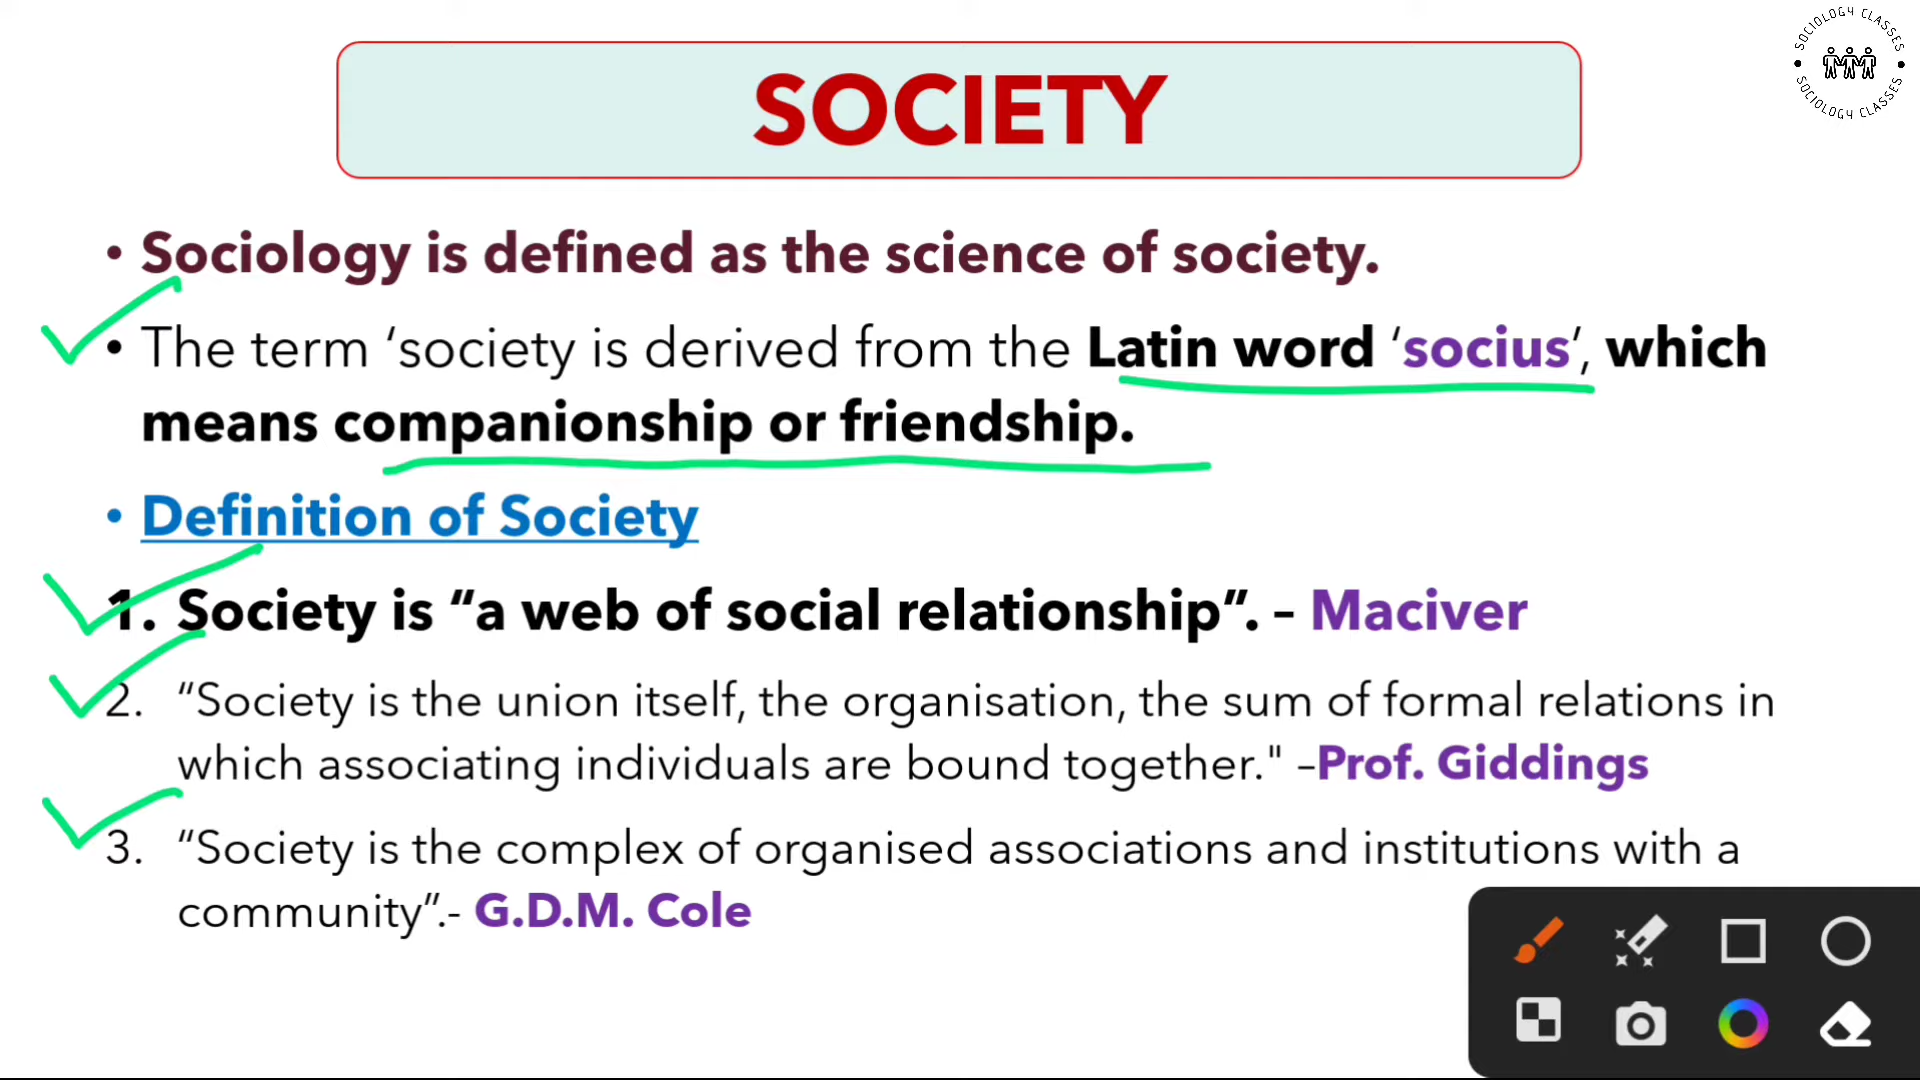 SOCIOLOGY CLASSES
SOCIOLOGY CLASSES
SOCIETY
• Sociology is defined as the science of society.
• The term ‘society is derived from the Latin word ‘socius’, which
means companionship or friendship.
• Definition of Society
1. Society is “a web of social relationship”. – Maciver
2. “Society is the union itself, the organisation, the sum of formal relations in
which associating individuals are bound together." –Prof. Giddings
3. “Society is the complex of organised associations and institutions with a
community”.- G.D.M. Cole